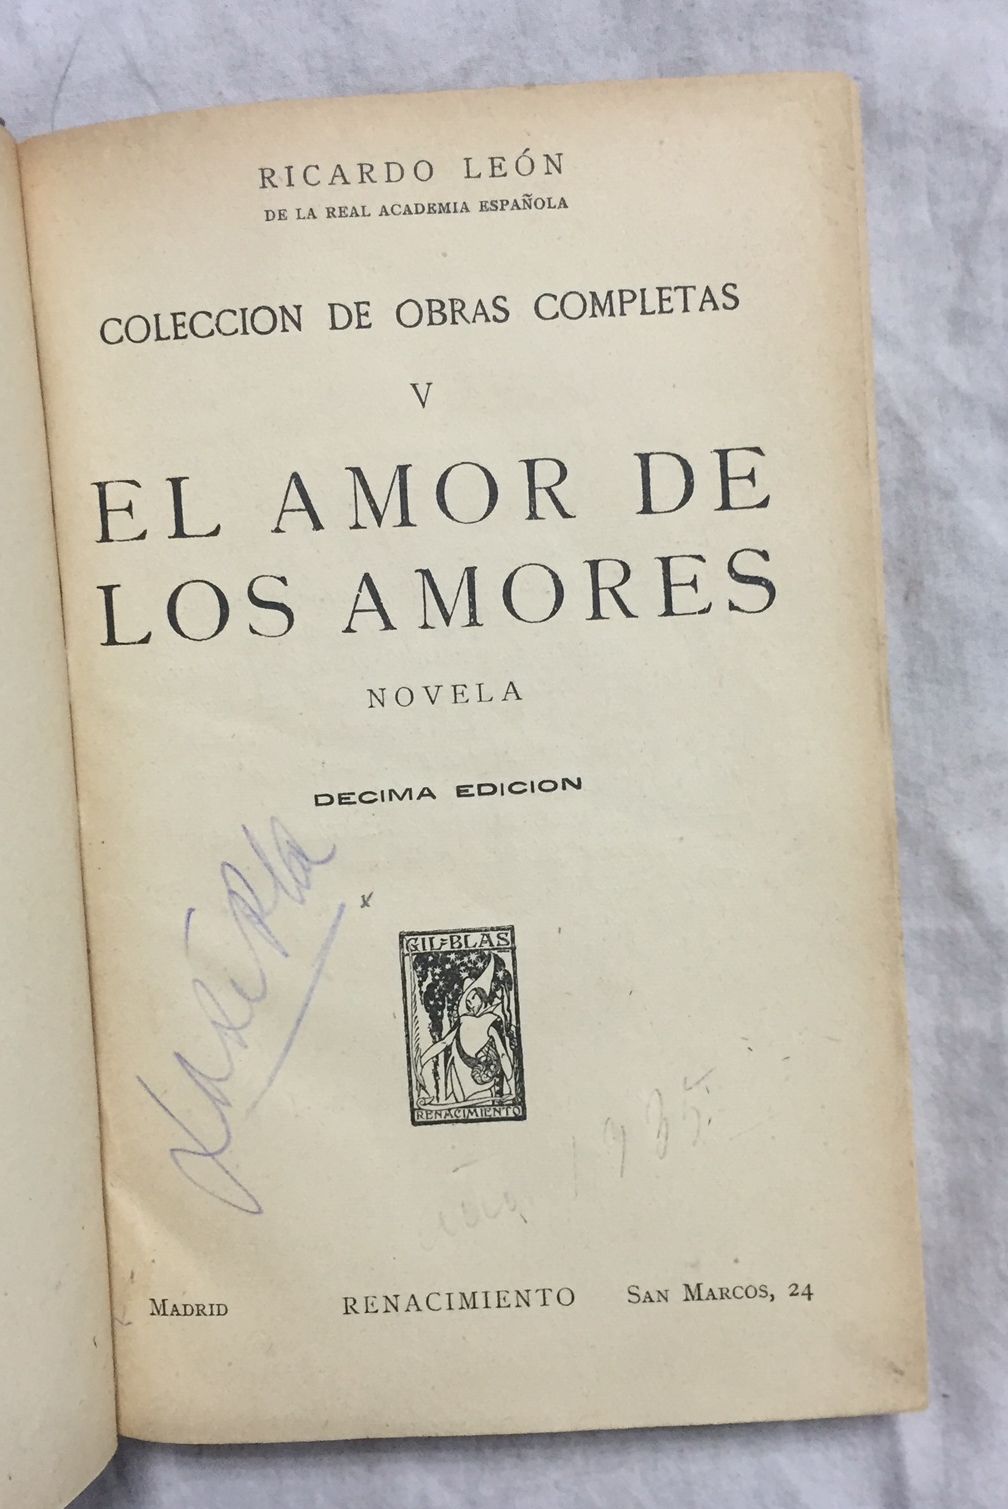 RICARDO LEÓN
DE LA REAL ACADEMIA ESPAÑOLA
COLECCION DE OBRAS COMPLETAS
V
EL AMOR DE
LOS AMORES
NOVELA
DECIMA EDICION
GIL-BLAS
RENACIMIENTO
1935
MADRID RENACIMIENTO SAN MARCOS, 24